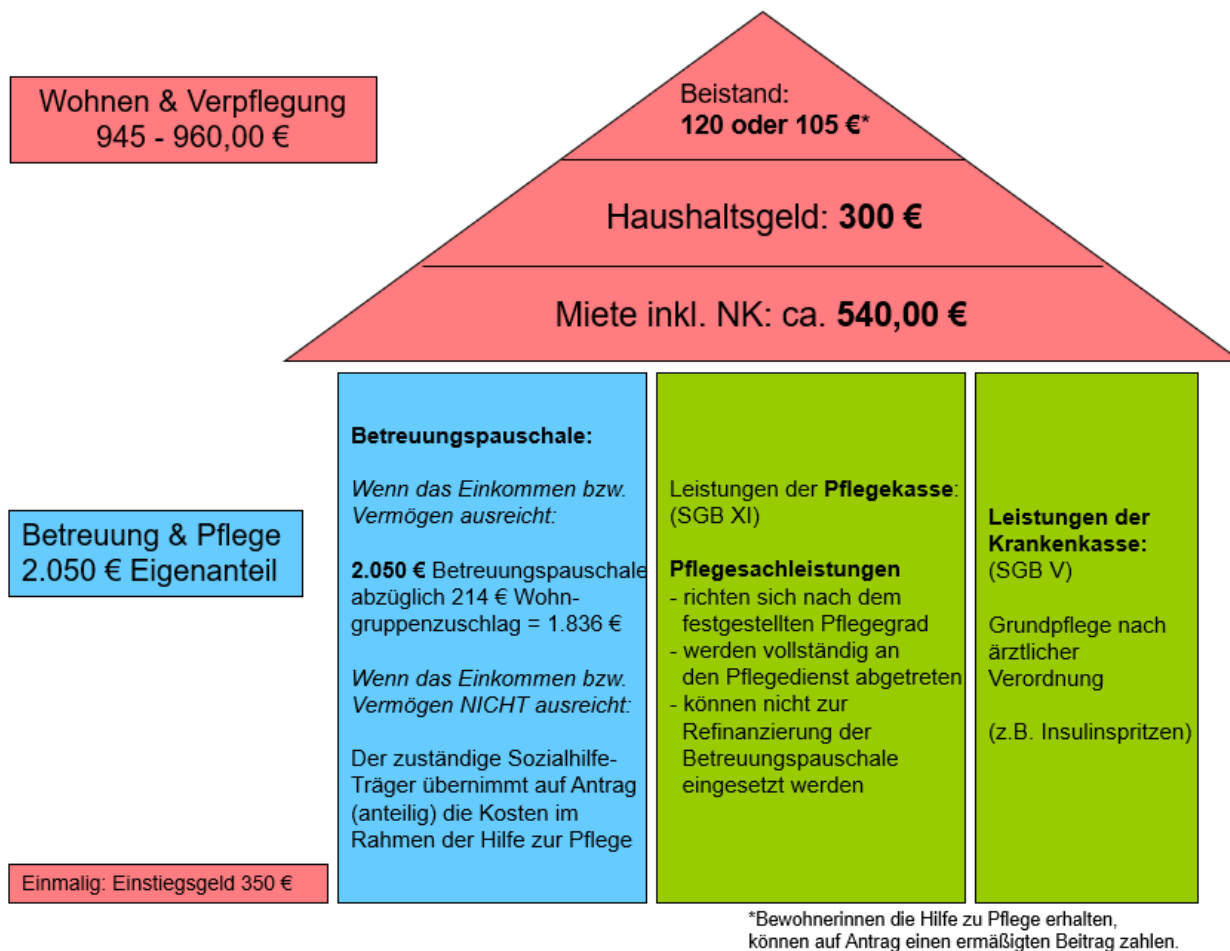 Wohnen & Verpflegung
945 - 960,00 €
Beistand:
120 oder 105 €*
Haushaltsgeld: 300 €
Miete inkl. NK: ca. 540,00 €
Betreuung & Pflege
2.050 € Eigenanteil
Betreuungspauschale:
Wenn das Einkommen bzw.
Vermögen ausreicht:
2.050 € Betreuungspauschale
abzüglich 214 € Wohn-
gruppenzuschlag = 1.836 €
Wenn das Einkommen bzw.
Vermögen NICHT ausreicht:
Der zuständige Sozialhilfe-
Träger übernimmt auf Antrag
(anteilig) die Kosten im
Rahmen der Hilfe zur Pflege
Leistungen der Pflegekasse:
(SGB XI)
Pflegesachleistungen
- richten sich nach dem
festgestellten Pflegegrad
- werden vollständig an
den Pflegedienst abgetreten
- können nicht zur
Refinanzierung der
Betreuungspauschale
eingesetzt werden
Leistungen der
Krankenkasse:
(SGB V)
Grundpflege nach
ärztlicher
Verordnung
(z.B. Insulinspritzen)
Einmalig: Einstiegsgeld 350 €
*Bewohnerinnen die Hilfe zu Pflege erhalten,
können auf Antrag einen ermäßigten Beitrag zahlen.